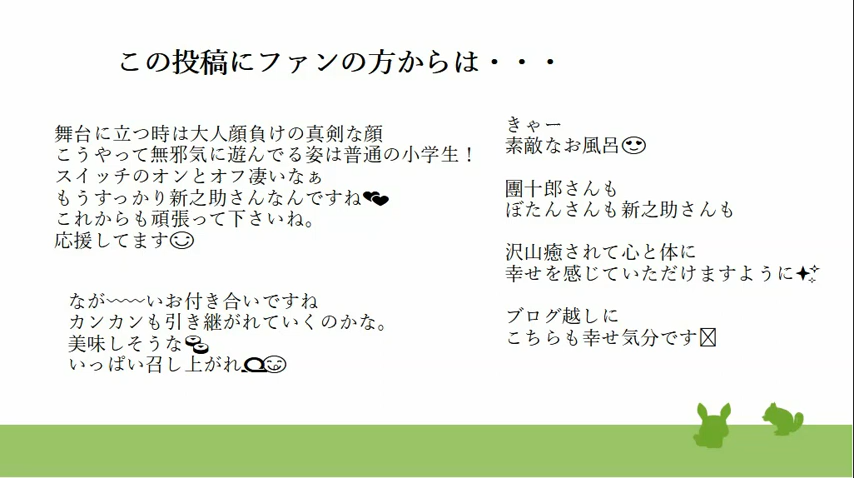 この投稿にファンの方からは・・・
舞台に立つ時は大人顔負けの真剣な顔
こうやって無邪気に遊んでる姿は普通の小学生！
スイッチのオンとオフ凄いなぁ
もうすっかり新之助さんなんですね💕
これからも頑張って下さいね。
応援してます☺
なが〰〰いお付き合いですね
カンカンも引き継がれていくのかな。
美味しそうな🍣
いっぱい召し上がれ🍤😋
きゃー
素敵なお風呂😍
團十郎さんも
ぼたんさんも新之助さんも
沢山癒されて心と体に
幸せを感じていただけますように✨
ブログ越しに
こちらも幸せ気分です